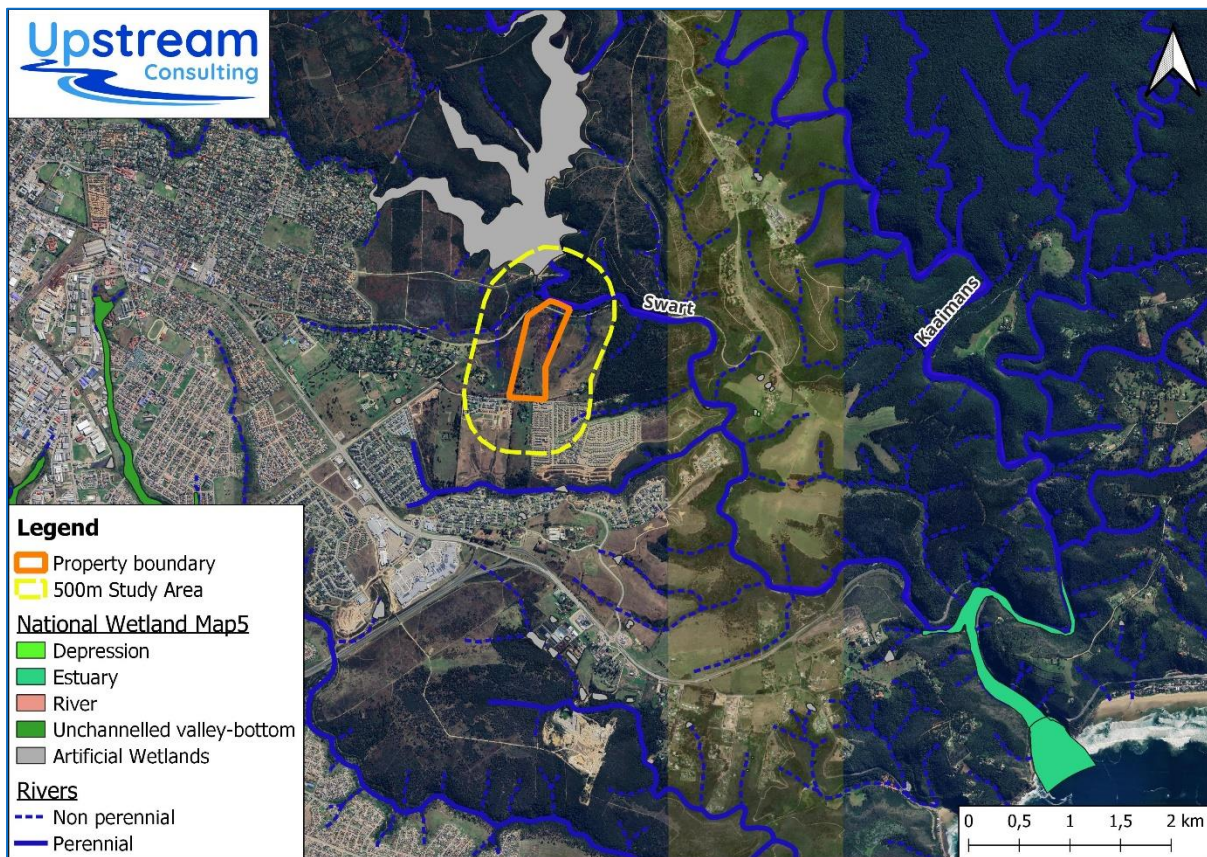 Upstream
Consulting
Swart
Kaaimans
Legend
Property boundary
500m Study Area
National Wetland Map5
Depression
Estuary
River
Unchannelled valley-bottom
Artificial Wetlands
Rivers
Non perennial
Perennial
0 0,5 1 1,5 2 km